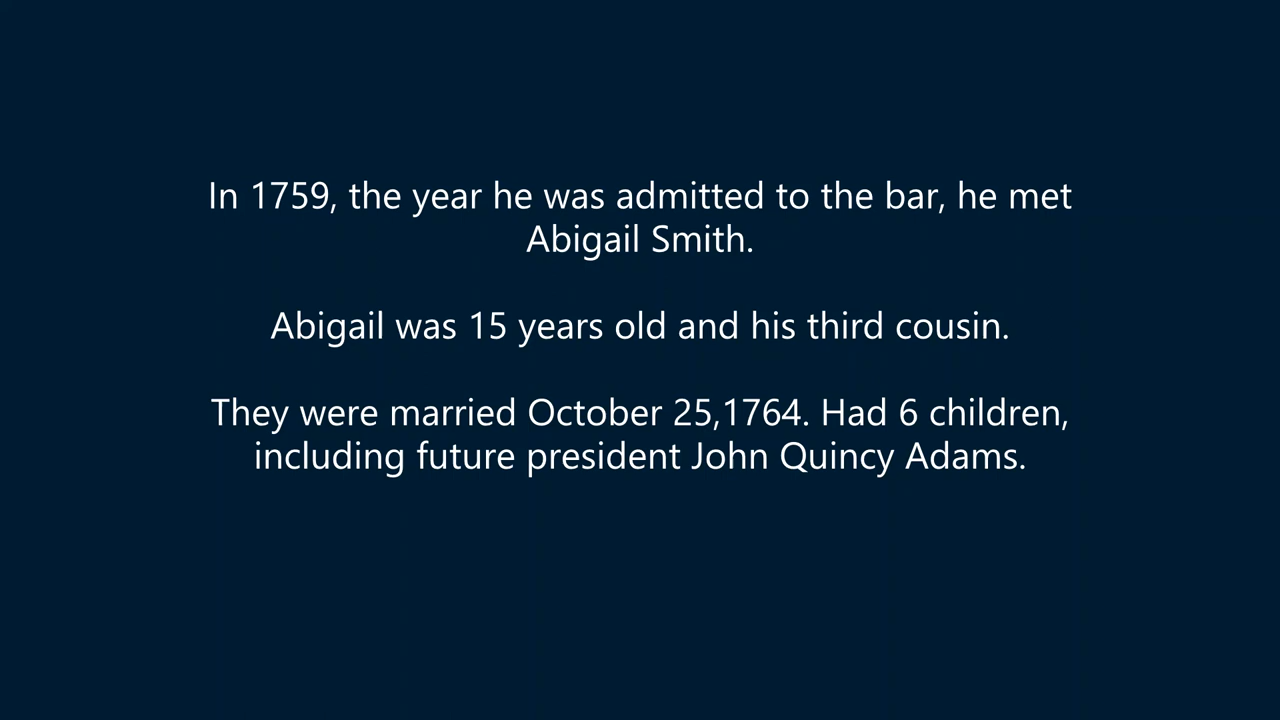 In 1759, the year he was admitted to the bar, he met
Abigail Smith.
Abigail was 15 years old and his third cousin.
They were married October 25,1764. Had 6 children,
including future president John Quincy Adams.